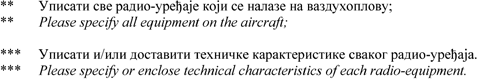 ** Уписати све радио-уређаје који се налазе на ваздухоплову;
** Please specify all equipment on the aircraft;
*** Уписати и/или доставити техничке карактеристике сваког радио-уређаја.
*** Please specify or enclose technical characteristics of each radio-equipment.